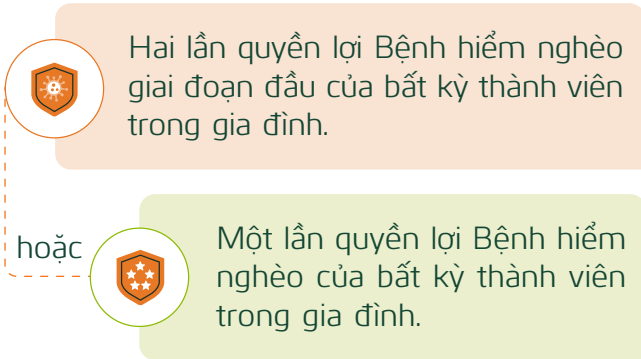 Hai lần quyền lợi Bệnh hiểm nghèo
giai đoạn đầu của bất kỳ thành viên
trong gia đình.
hoặc
Một lần quyền lợi Bệnh hiểm
nghèo của bất kỳ thành viên
trong gia đình.